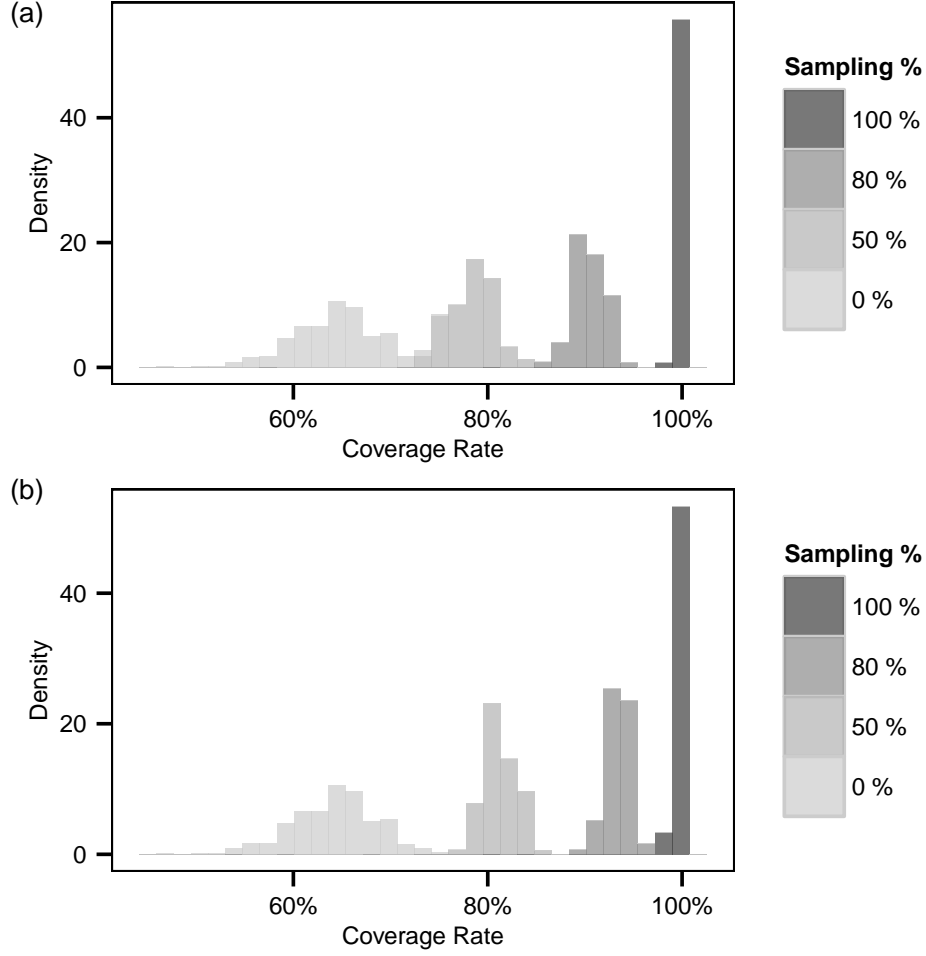 (a)
Density
40
20
0
60%
80%
100%
Coverage Rate
Sampling %
100 %
80 %
50 %
0 %
(b)
Density
40
20
0
60%
80%
100%
Coverage Rate
Sampling %
100 %
80 %
50 %
0 %